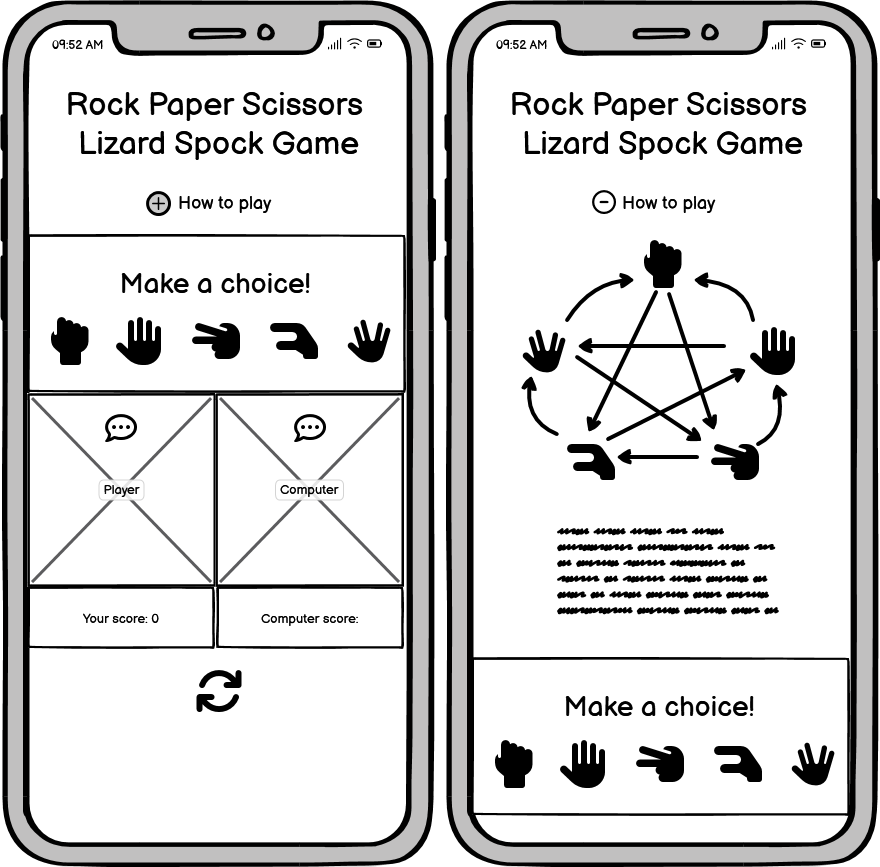 09:52 AM
Rock Paper Scissors
Lizard Spock Game
How to play
Make a choice!
Player
Computer
Your score: 0
Computer score:
09:52 AM
Rock Paper Scissors
Lizard Spock Game
How to play
Make a choice!